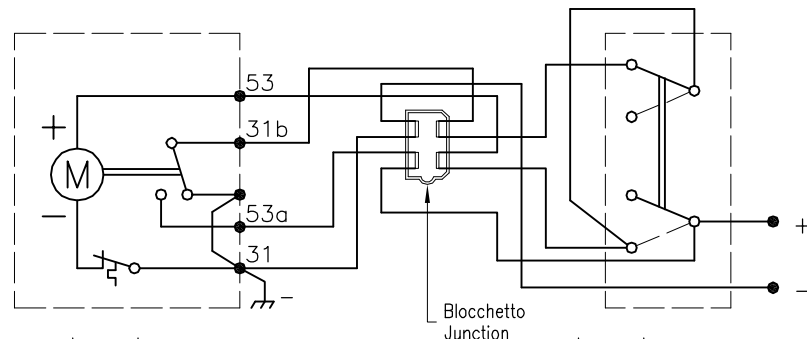 53
+
31b
M
−
53a
31
−
+
−
Blocchetto
Junction